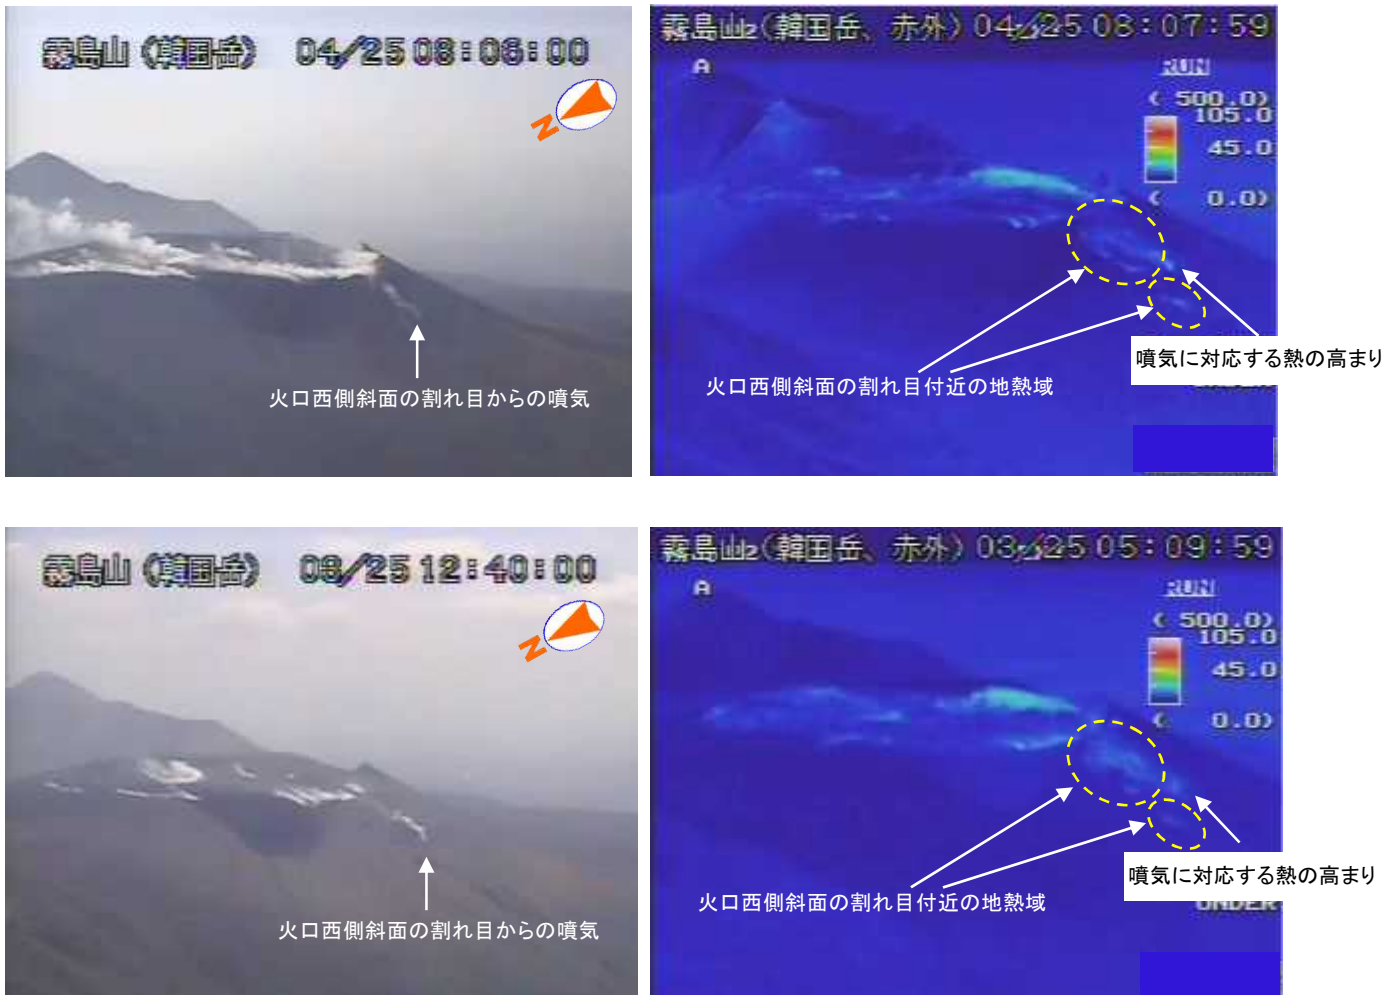 霧島山（韓国岳） 04/25 08:06:00
N
火口西側斜面の割れ目からの噴気
霧島山2（韓国岳、赤外）04/25 08:07:59
A
RUN
< 500.0>
105.0
45.0
< 0.0>
噴気に対応する熱の高まり
火口西側斜面の割れ目付近の地熱域
霧島山（韓国岳） 03/25 12:40:00
N
火口西側斜面の割れ目からの噴気
霧島山2（韓国岳、赤外）03/25 05:09:59
A
RUN
< 500.0>
105.0
45.0
< 0.0>
噴気に対応する熱の高まり
火口西側斜面の割れ目付近の地熱域
UNDER